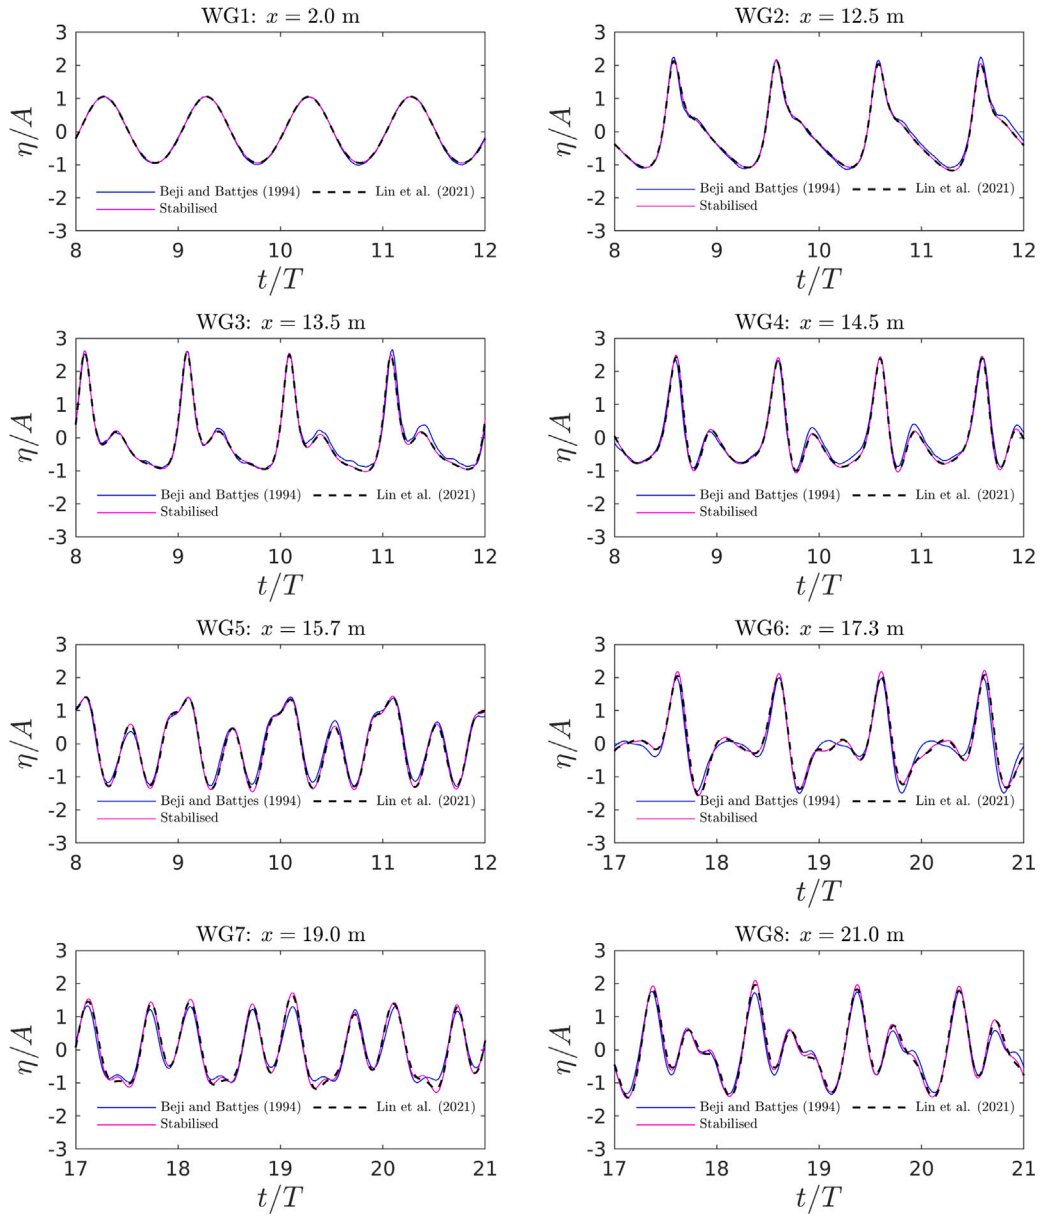 WG1: x = 2.0 m
3
2
1
0
-1
-2
-3
η/A
Beji and Battjes (1994) Lin et al. (2021)
Stabilised
8 9 10 11 12
t/T
WG2: x = 12.5 m
3
2
1
0
-1
-2
-3
η/A
Beji and Battjes (1994) Lin et al. (2021)
Stabilised
8 9 10 11 12
t/T
WG3: x = 13.5 m
3
2
1
0
-1
-2
-3
η/A
Beji and Battjes (1994) Lin et al. (2021)
Stabilised
8 9 10 11 12
t/T
WG4: x = 14.5 m
3
2
1
0
-1
-2
-3
η/A
Beji and Battjes (1994) Lin et al. (2021)
Stabilised
8 9 10 11 12
t/T
WG5: x = 15.7 m
3
2
1
0
-1
-2
-3
η/A
Beji and Battjes (1994) Lin et al. (2021)
Stabilised
8 9 10 11 12
WG6: x = 17.3 m
3
2
1
0
-1
-2
-3
η/A
Beji and Battjes (1994) Lin et al. (2021)
Stabilised
17 18 19 20 21
t/T
WG7: x = 19.0 m
3
2
1
0
-1
-2
-3
η/A
Beji and Battjes (1994) Lin et al. (2021)
Stabilised
17 18 19 20 21
t/T
WG8: x = 21.0 m
3
2
1
0
-1
-2
-3
η/A
Beji and Battjes (1994) Lin et al. (2021)
Stabilised
17 18 19 20 21
t/T